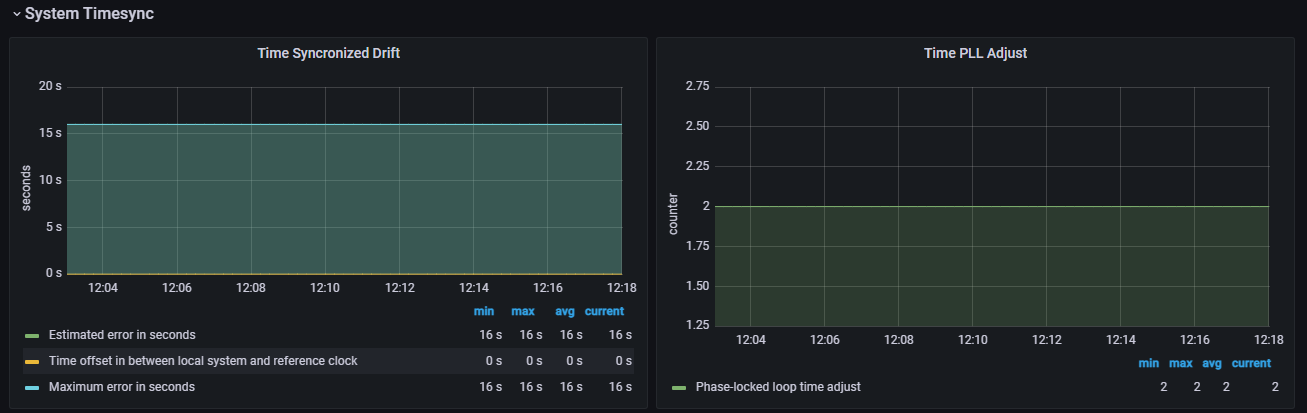 System Timesync
Time Syncronized Drift
20 s
15 s
10 s
5 s
0 s
seconds
12:04 12:06 12:08 12:10 12:12 12:14 12:16 12:18
min max avg current
Estimated error in seconds 16 s 16 s 16 s 16 s
Time offset in between local system and reference clock 0 s 0 s 0 s 0 s
Maximum error in seconds 16 s 16 s 16 s 16 s
Time PLL Adjust
2.75
2.50
2.25
2
1.75
1.50
1.25
counter
12:04 12:06 12:08 12:10 12:12 12:14 12:16 12:18
min max avg current
Phase-locked loop time adjust 2 2 2 2